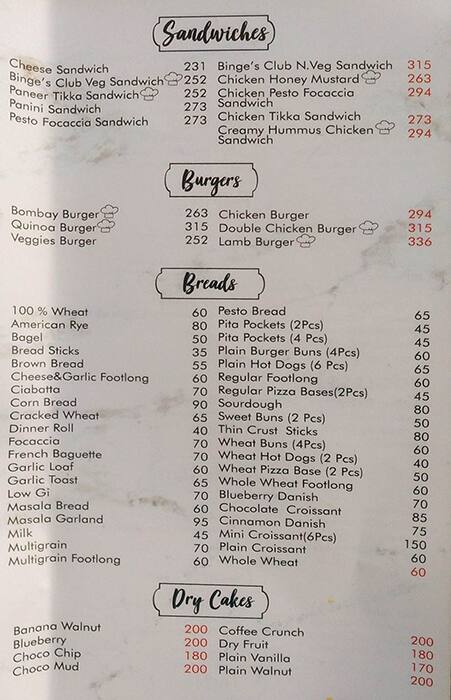 Sandwiches
Cheese Sandwich 231
Binge's Club Veg Sandwich 252
Paneer Tikka Sandwich 252
Panini Sandwich 273
Pesto Focaccia Sandwich 273
Binge's Club N.Veg Sandwich 315
Chicken Honey Mustard 263
Chicken Pesto Focaccia 294
Sandwich
Chicken Tikka Sandwich 273
Creamy Hummus Chicken 294
Sandwich
Burgers
Bombay Burger 263
Quinoa Burger 315
Veggies Burger 252
Chicken Burger 294
Double Chicken Burger 315
Lamb Burger 336
Breads
100 % Wheat 60
American Rye 80
Bagel 50
Bread Sticks 35
Brown Bread 55
Cheese&Garlic Footlong 60
Ciabatta 70
Corn Bread 90
Cracked Wheat 65
Dinner Roll 40
Focaccia 70
French Baguette 70
Garlic Loaf 60
Garlic Toast 65
Low Gi 70
Masala Bread 60
Masala Garland 95
Milk 45
Multigrain 70
Multigrain Footlong 60
Pesto Bread 65
Pita Pockets (2Pcs) 45
Pita Pockets (4 Pcs) 45
Plain Burger Buns (4Pcs) 60
Plain Hot Dogs (6 Pcs) 65
Regular Footlong 60
Regular Pizza Bases(2Pcs) 45
Sourdough 80
Sweet Buns (2 Pcs) 50
Thin Crust Sticks 80
Wheat Buns (4Pcs) 60
Wheat Hot Dogs (2 Pcs) 40
Wheat Pizza Base (2 Pcs) 50
Whole Wheat Footlong 60
Blueberry Danish 70
Chocolate Croissant 85
Cinnamon Danish 75
Mini Croissant(6Pcs) 150
Plain Croissant 60
Whole Wheat 60
Dry Cakes
Banana Walnut 200
Blueberry 200
Choco Chip 180
Choco Mud 200
Coffee Crunch 200
Dry Fruit 180
Plain Vanilla 170
Plain Walnut 200